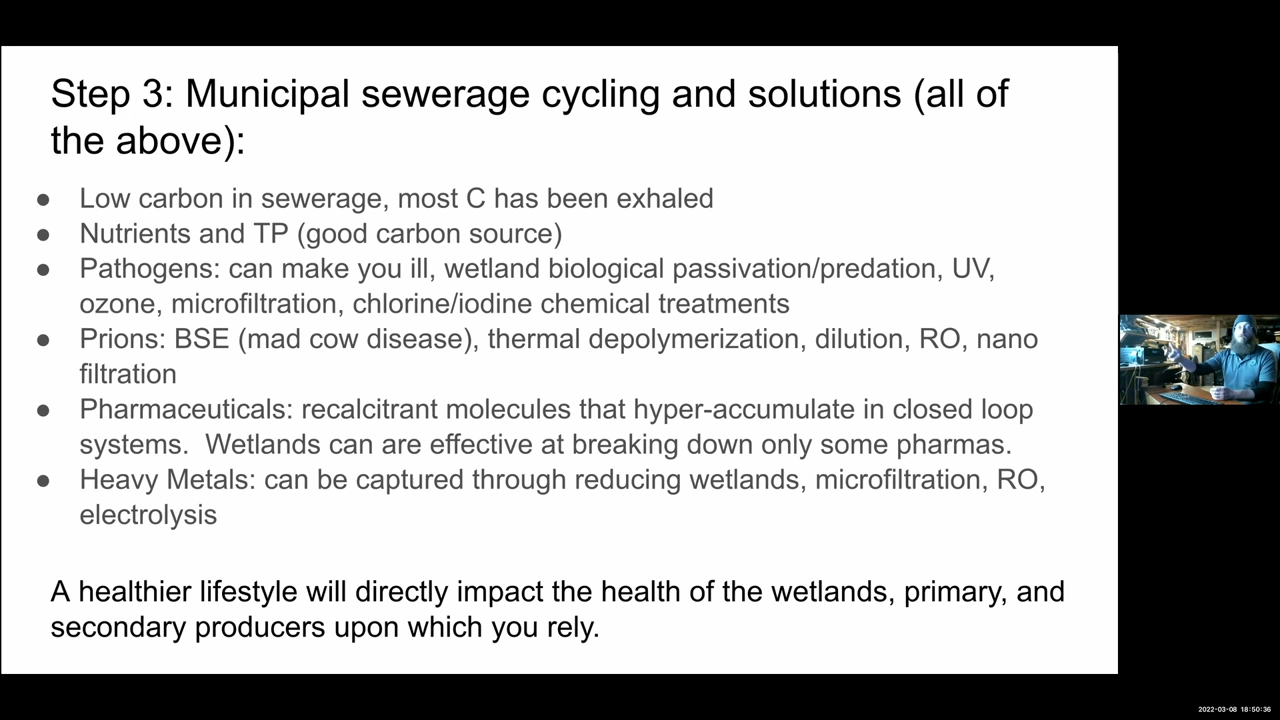 Step 3: Municipal sewerage cycling and solutions (all of
the above):
● Low carbon in sewerage, most C has been exhaled
● Nutrients and TP (good carbon source)
● Pathogens: can make you ill, wetland biological passivation/predation, UV,
ozone, microfiltration, chlorine/iodine chemical treatments
● Prions: BSE (mad cow disease), thermal depolymerization, dilution, RO, nano
filtration
● Pharmaceuticals: recalcitrant molecules that hyper-accumulate in closed loop
systems.  Wetlands can are effective at breaking down only some pharmas.
● Heavy Metals: can be captured through reducing wetlands, microfiltration, RO,
electrolysis
A healthier lifestyle will directly impact the health of the wetlands, primary, and
secondary producers upon which you rely.
2022-03-08 18:50:36